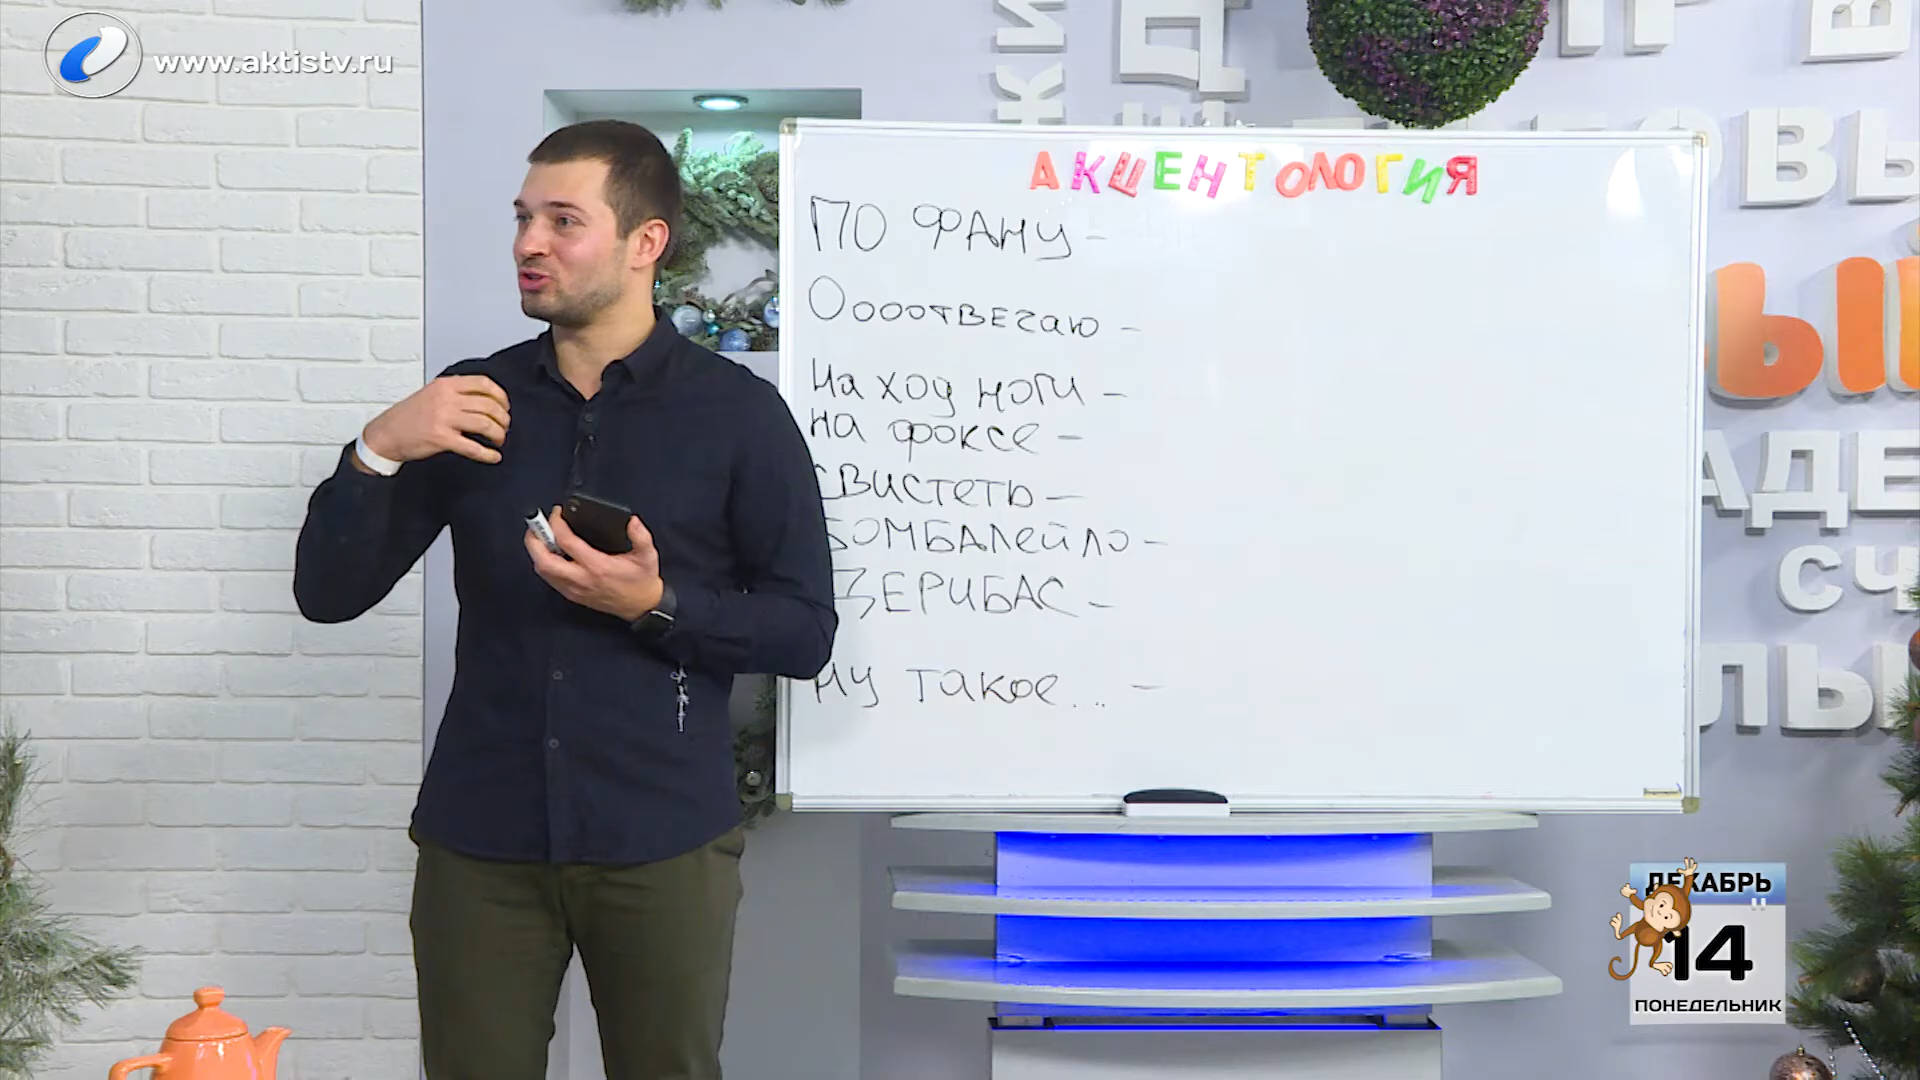 www.aktistv.ru
АКЦЕНТОЛОГИЯ
ПО ФАНУ -
Оооотвечаю -
На ход ноги -
на фоксе -
свистеть -
БОМБАЛейло -
ДЕРИБАС -
Ну такое... -
ДЕКАБРЬ
14
ПОНЕДЕЛЬНИК